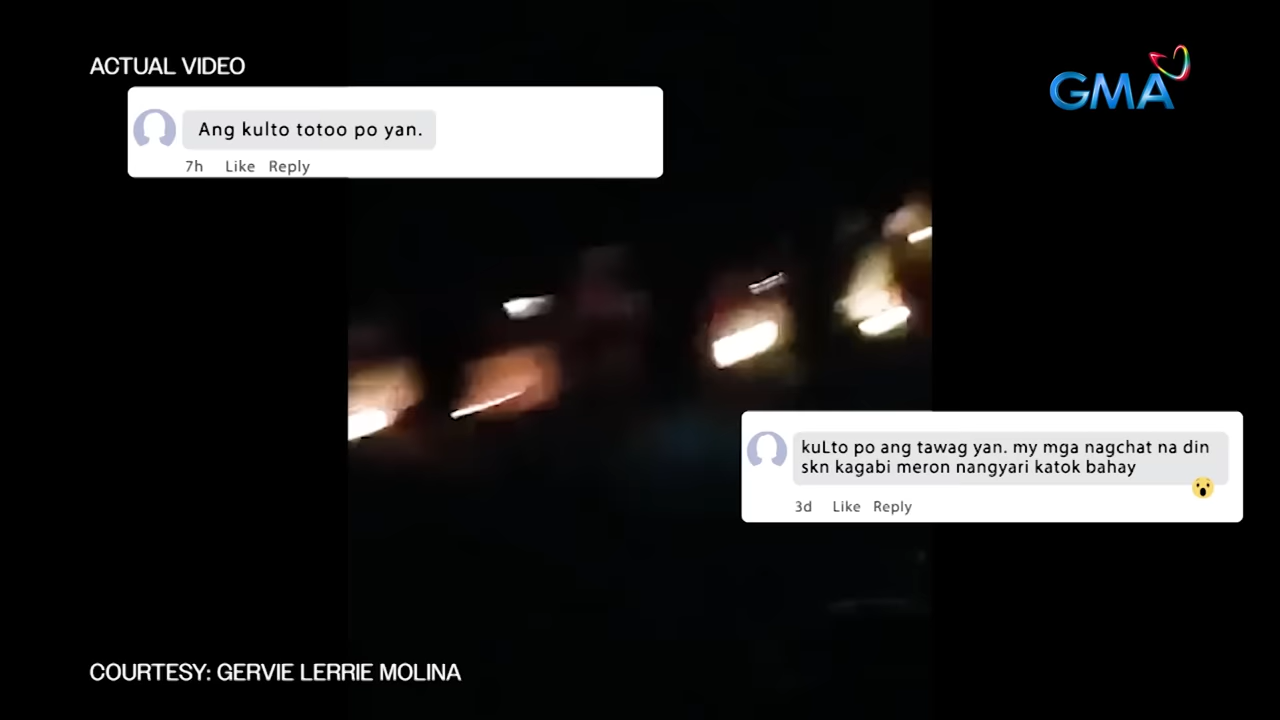 ACTUAL VIDEO
GMA
Ang kulto totoo po yan.
7h Like Reply
kuLto po ang tawag yan. my mga nagchat na din
skn kagabi meron nangyari katok bahay
3d Like Reply
COURTESY: GERVIE LERRIE MOLINA